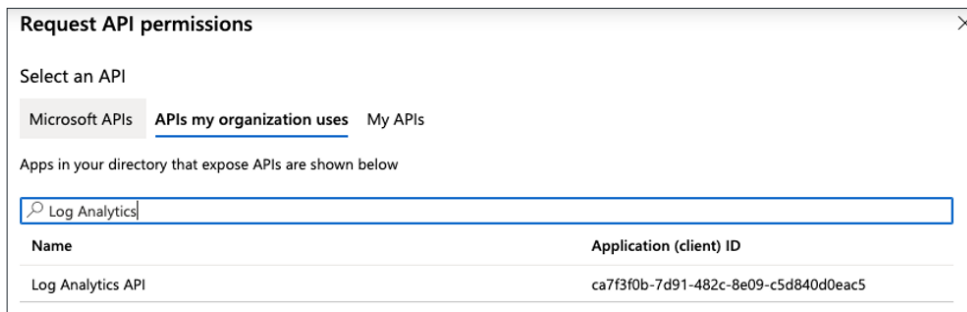 Request API permissions
Select an API
Microsoft APIs APIs my organization uses My APIs
Apps in your directory that expose APIs are shown below
Log Analytics
Name Application (client) ID
Log Analytics API ca7f3f0b-7d91-482c-8e09-c5d840d0eac5